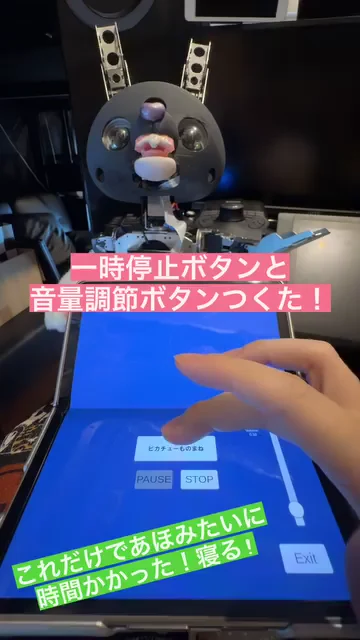 一時停止ボタンと
音量調節ボタンつくた！
ピカチューものまね
PAUSE STOP
Exit
これだけであほみたいに
時間かかった！寝る！